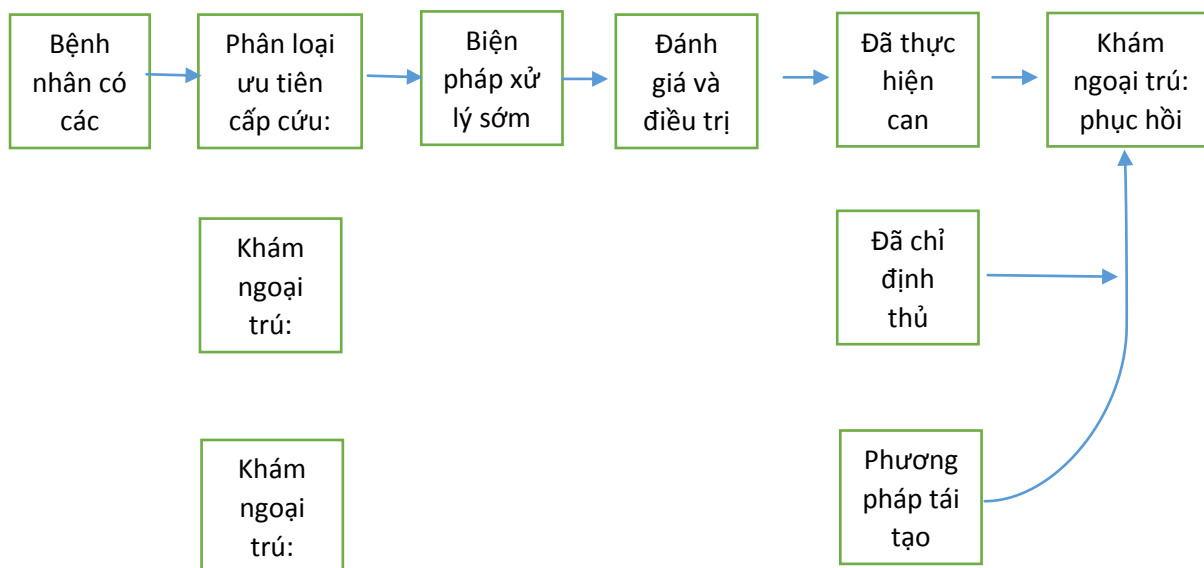 Bệnh
nhân có
các
Phân loại
ưu tiên
cấp cứu:
Biện
pháp xử
lý sớm
Đánh
giá và
điều trị
Đã thực
hiện
can
Khám
ngoại trú:
phục hồi
Khám
ngoại
trú:
Đã chỉ
định
thủ
Khám
ngoại
trú:
Phương
pháp tái
tạo